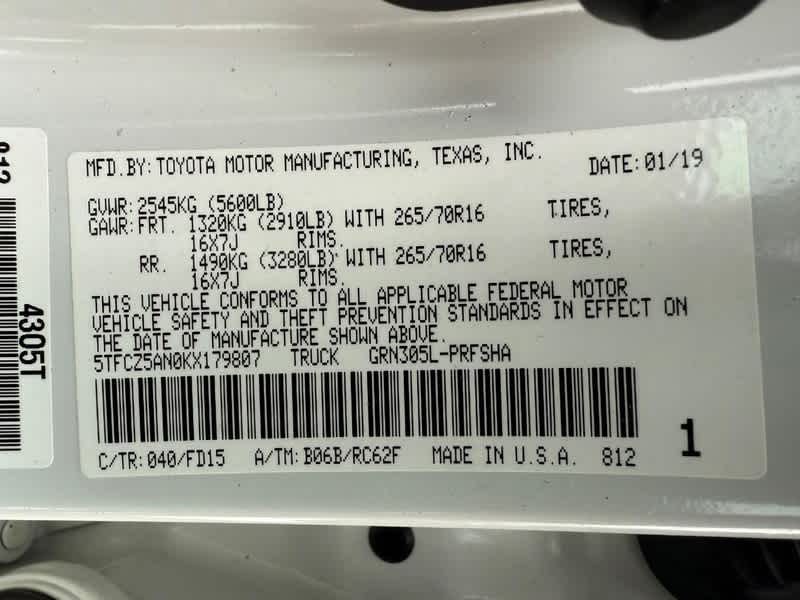 MFD.BY: TOYOTA MOTOR MANUFACTURING, TEXAS, INC. DATE: 01/19
GVWR: 2545KG (5600LB)
GAWR: FRT. 1320KG (2910LB) WITH 265/70R16 TIRES,
16X7J RIMS.
RR. 1490KG (3280LB) WITH 265/70R16 TIRES,
16X7J RIMS.
THIS VEHICLE CONFORMS TO ALL APPLICABLE FEDERAL MOTOR
VEHICLE SAFETY AND THEFT PREVENTION STANDARDS IN EFFECT ON
THE DATE OF MANUFACTURE SHOWN ABOVE.
5TFCZ5AN0KX179807 TRUCK GRN305L-PRFSHA
C/TR: 040/FD15 A/TM: B06B/RC62F MADE IN U.S.A. 812
1
4305T